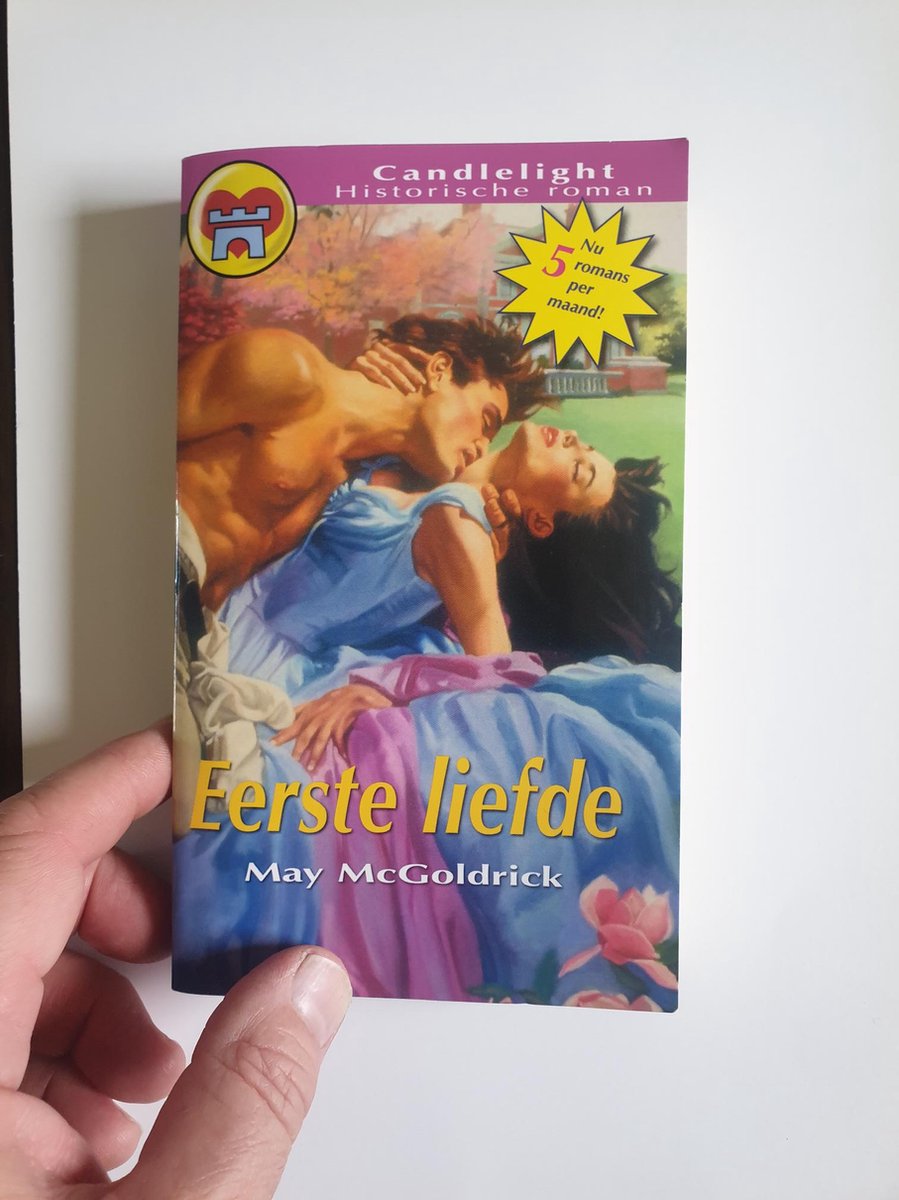 Candlelight
Historische roman
Nu
5 romans
per
maand!
Eerste liefde
May McGoldrick